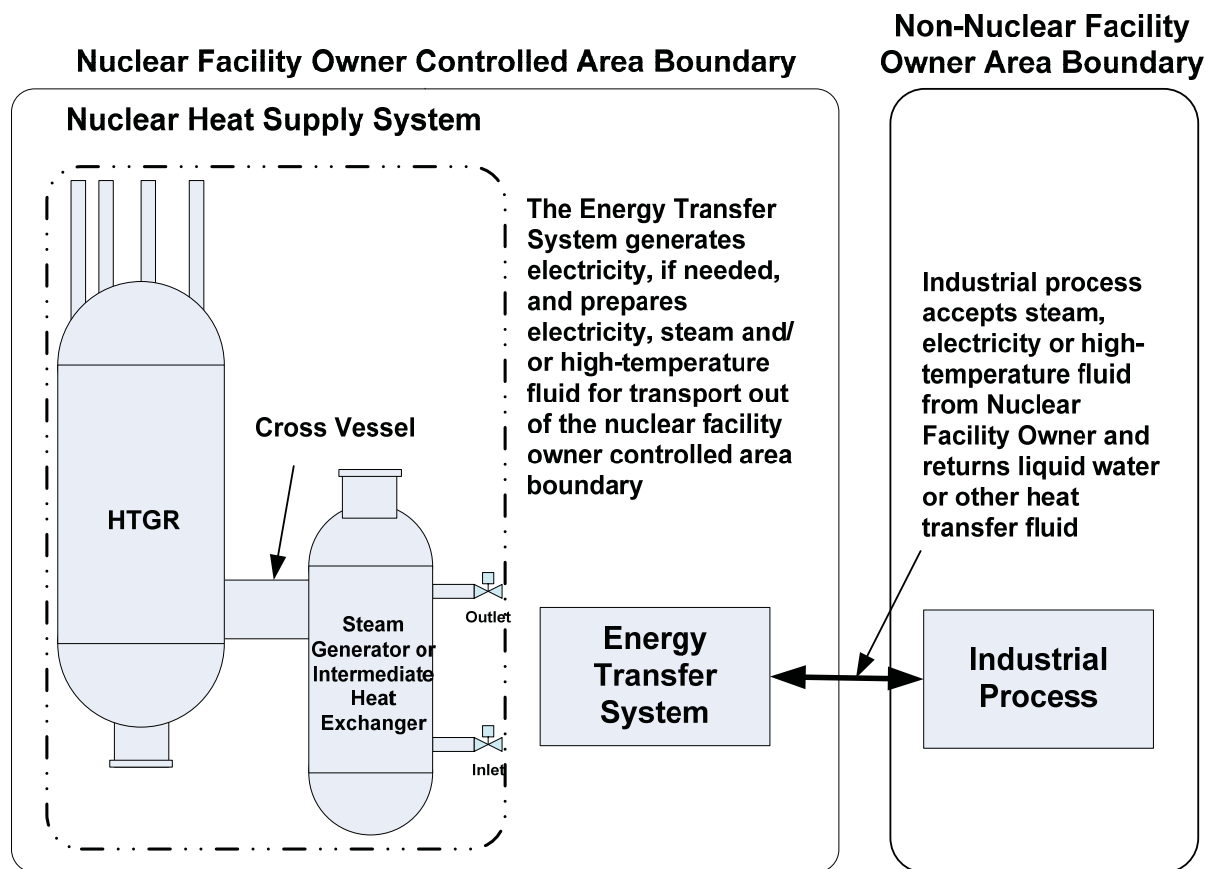 Nuclear Facility Owner Controlled Area Boundary
Non-Nuclear Facility
Owner Area Boundary
Nuclear Heat Supply System
The Energy Transfer
System generates
electricity, if needed,
and prepares
electricity, steam and/
or high-temperature
fluid for transport out
of the nuclear facility
owner controlled area
boundary
Industrial process
accepts steam,
electricity or high-
temperature fluid
from Nuclear
Facility Owner and
returns liquid water
or other heat
transfer fluid
Cross Vessel
HTGR
Steam
Generator or
Intermediate
Heat
Exchanger
Outlet
Inlet
Energy
Transfer
System
Industrial
Process